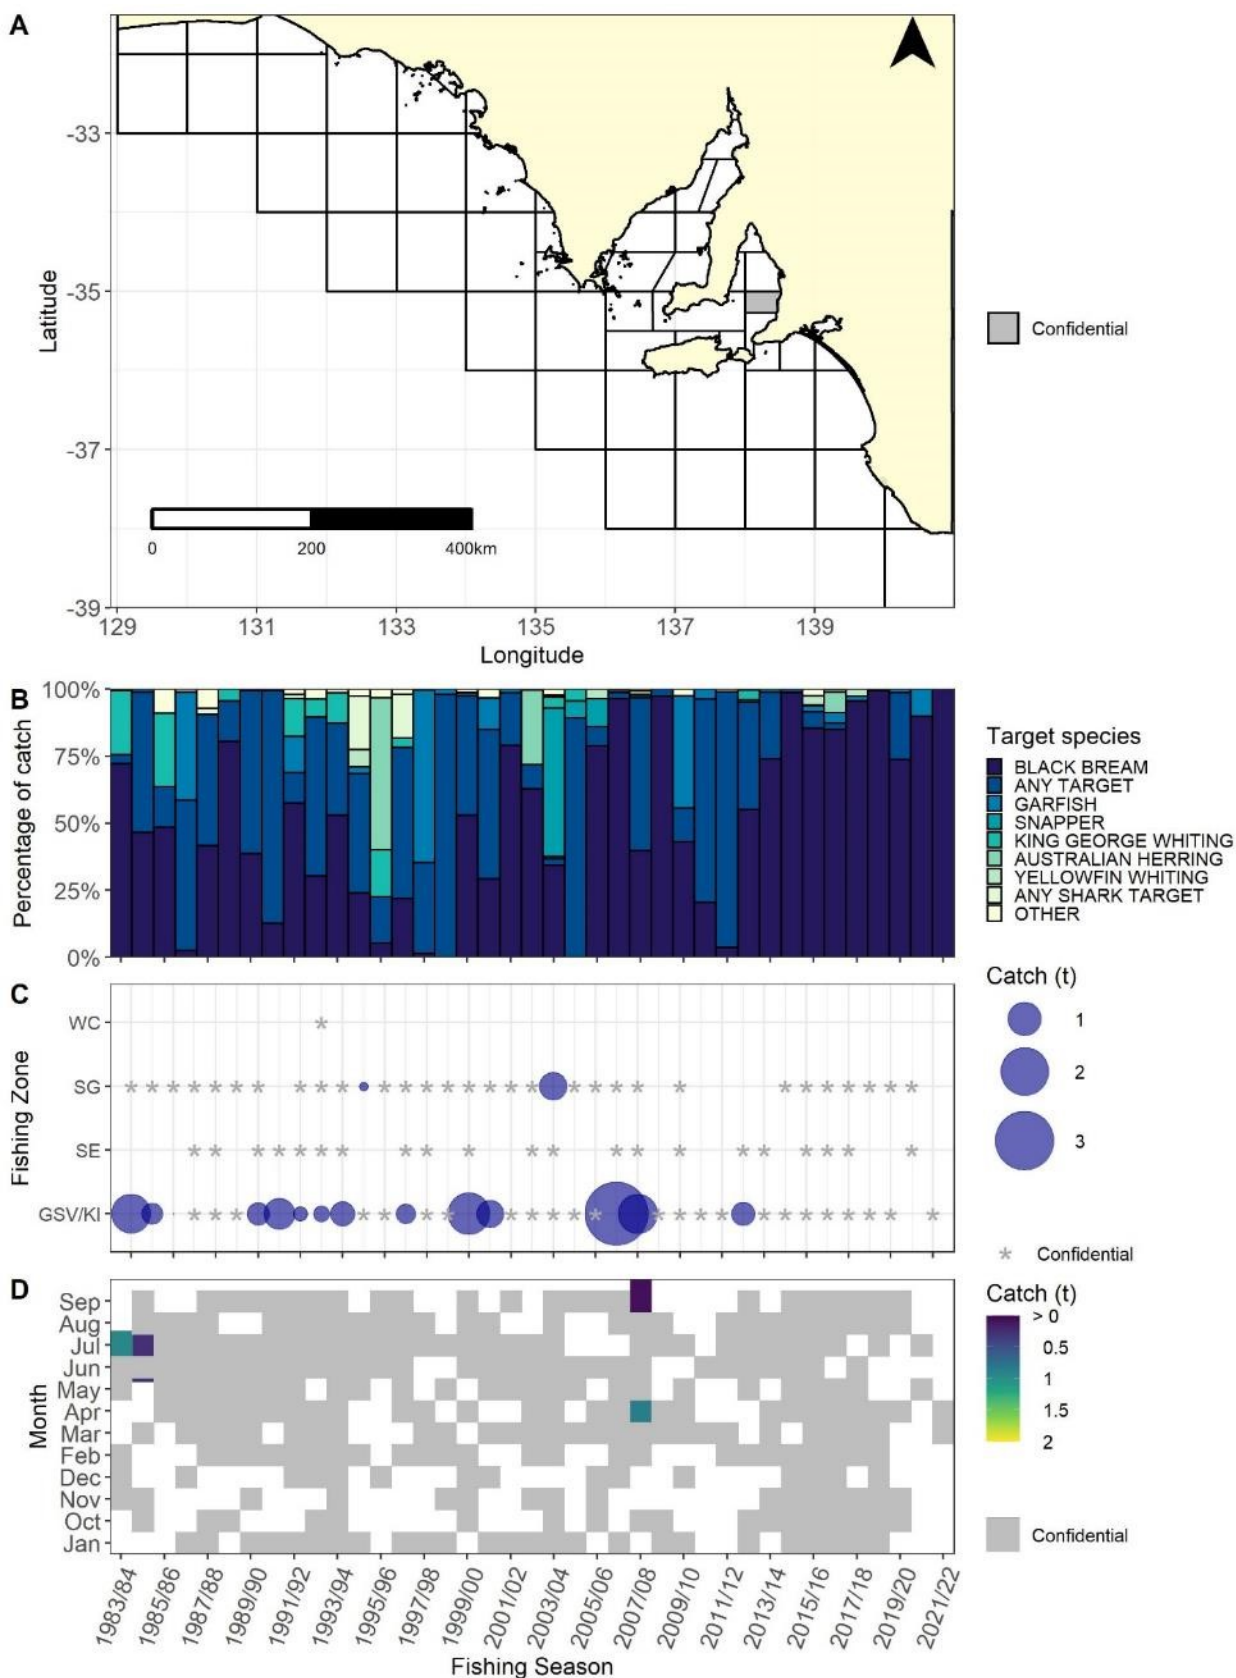 A
-33
-35
-37
-39
Latitude
0
200
400km
129
131
133
135
137
139
Longitude
Confidential
B
100%
75%
50%
25%
0%
Percentage of catch
Target species
BLACK BREAM
ANY TARGET
GARFISH
SNAPPER
KING GEORGE WHITING
AUSTRALIAN HERRING
YELLOWFIN WHITING
ANY SHARK TARGET
OTHER
C
WC
SG
SE
GSV/KI
Fishing Zone
Catch (t)
1
2
3
* Confidential
D
Sep
Aug
Jul
Jun
May
Apr
Mar
Feb
Dec
Nov
Oct
Jan
Month
Catch (t)
> 0
0.5
1
1.5
2
Confidential
1983/84
1985/86
1987/88
1989/90
1991/92
1993/94
1995/96
1997/98
1999/00
2001/02
2003/04
2005/06
2007/08
2009/10
2011/12
2013/14
2015/16
2017/18
2019/20
2021/22
Fishing Season